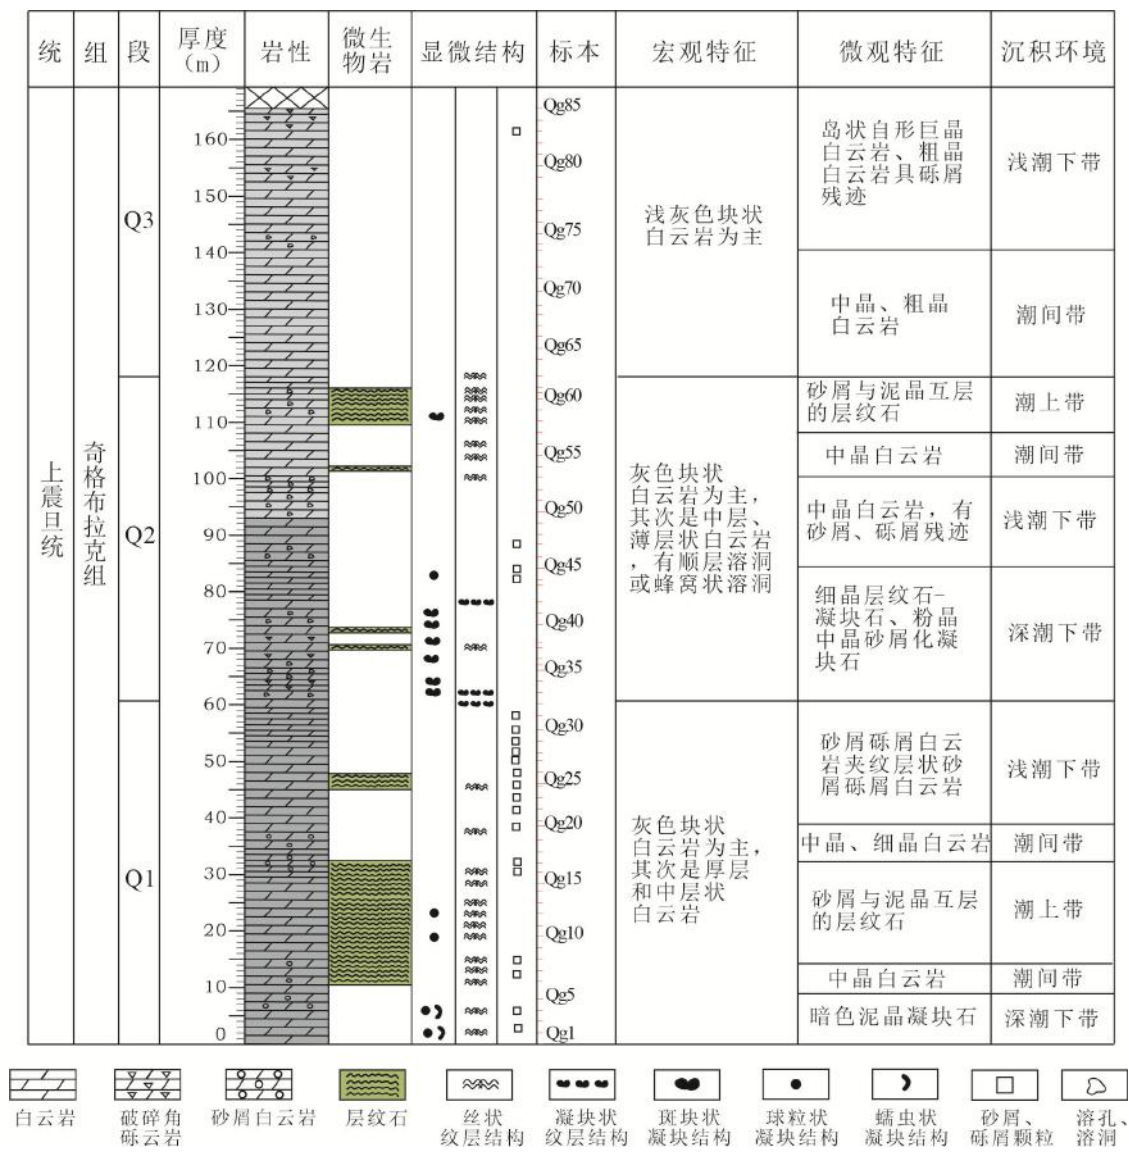 统 组 段 厚度 岩性 微生 显微结构 标本 宏观特征 微观特征 沉积环境
(m) 物岩
上震旦统
奇格布拉克组
Q3
Q2
Q1
160
150
140
130
120
110
100
90
80
70
60
50
40
30
20
10
0
Qg85
Qg80
Qg75
Qg70
Qg65
Qg60
Qg55
Qg50
Qg45
Qg40
Qg35
Qg30
Qg25
Qg20
Qg15
Qg10
Qg5
Qg1
浅灰色块状
白云岩为主
灰色块状
白云岩为主，
其次是中层、
薄层状白云岩
，有顺层溶洞
或蜂窝状溶洞
灰色块状
白云岩为主，
其次是厚层
和中层状
白云岩
岛状自形巨晶
白云岩、粗晶
白云岩具砾屑
残迹
浅潮下带
中晶、粗晶
白云岩
潮间带
砂屑与泥晶互层
的层纹石
潮上带
中晶白云岩
潮间带
中晶白云岩，有
砂屑、砾屑残迹
浅潮下带
细晶层纹石-
凝块石、粉晶
中晶砂屑化凝
块石
深潮下带
砂屑砾屑白云
岩夹纹层状砂
屑砾屑白云岩
浅潮下带
中晶、细晶白云岩
潮间带
砂屑与泥晶互层
的层纹石
潮上带
中晶白云岩
潮间带
暗色泥晶凝块石
深潮下带
白云岩
破碎角
砾云岩
砂屑白云岩
层纹石
丝状
纹层结构
凝块状
纹层结构
斑块状
凝块结构
球粒状
凝块结构
蠕虫状
凝块结构
砂屑、
砾屑颗粒
溶孔、
溶洞